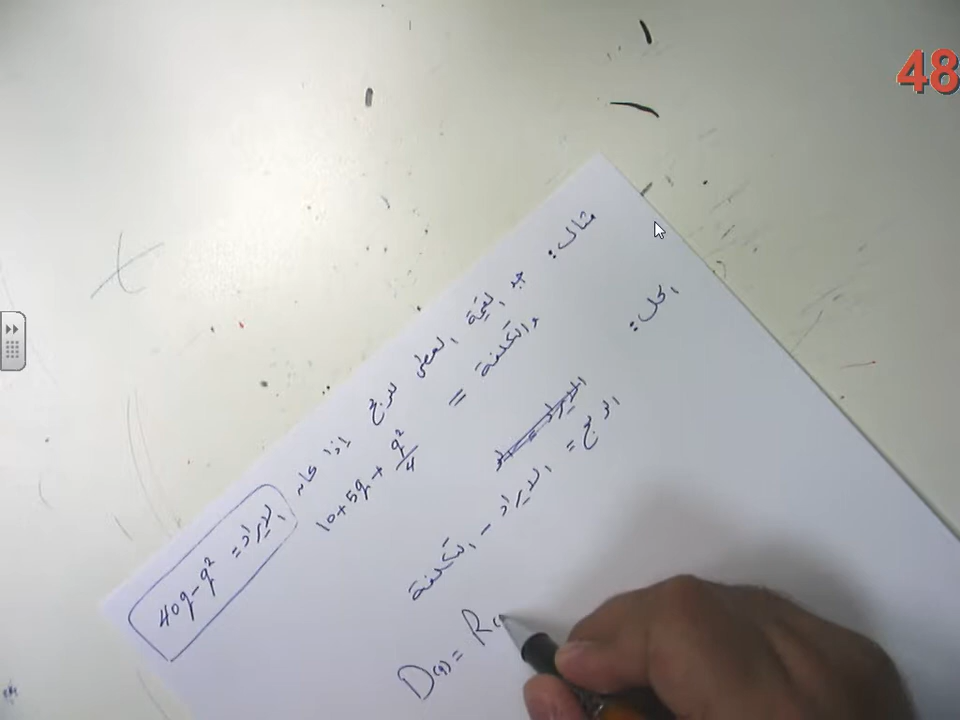 48
مثال:
جد القيمة العظمى للربح إذا كان الإيراد = 40q - q²
والتكلفة = 10 + 5q + q²/4
الحل:
الربح = الإيراد - التكلفة
D(q) = R(